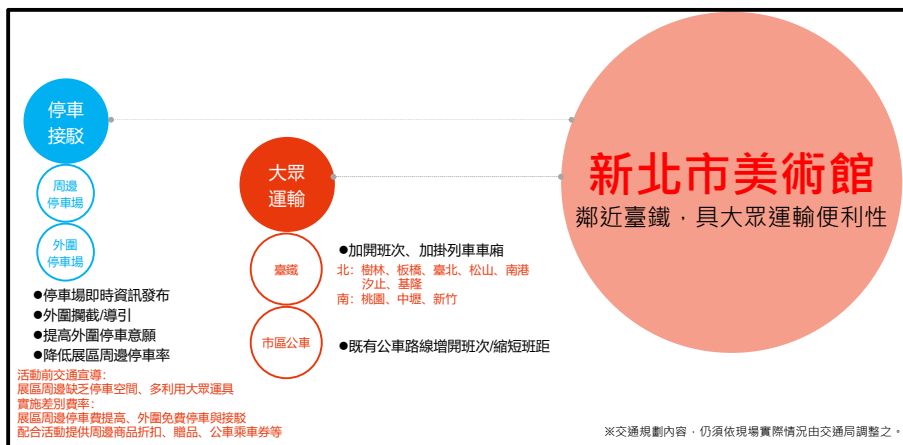 停車
接駁
周邊
停車場
外圍
停車場
●停車場即時資訊發布
●外圍攔截/導引
●提高外圍停車意願
●降低展區周邊停車率
活動前交通宣導：
展區周邊缺乏停車空間、多利用大眾運具
實施差別費率：
展區周邊停車費提高、外圍免費停車與接駁
配合活動提供周邊商品折扣、贈品、公車乘車券等
大眾
運輸
臺鐵
●加開班次、加掛列車車廂
北：樹林、板橋、臺北、松山、南港
汐止、基隆
南：桃園、中壢、新竹
市區公車
●既有公車路線增開班次/縮短班距
新北市美術館
鄰近臺鐵，具大眾運輸便利性
※交通規劃內容，仍須依現場實際情況由交通局調整之。